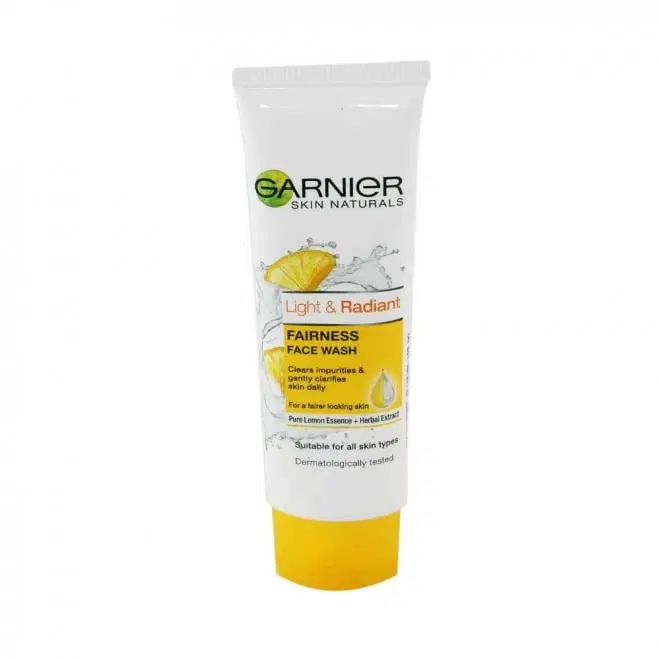 GARNIER
SKIN NATURALS
Light & Radiant
FAIRNESS
FACE WASH
Clears impurities &
gently clarifies
skin daily
For a fairer looking skin
Pure Lemon Essence + Herbal Extract
Suitable for all skin types
Dermatologically tested